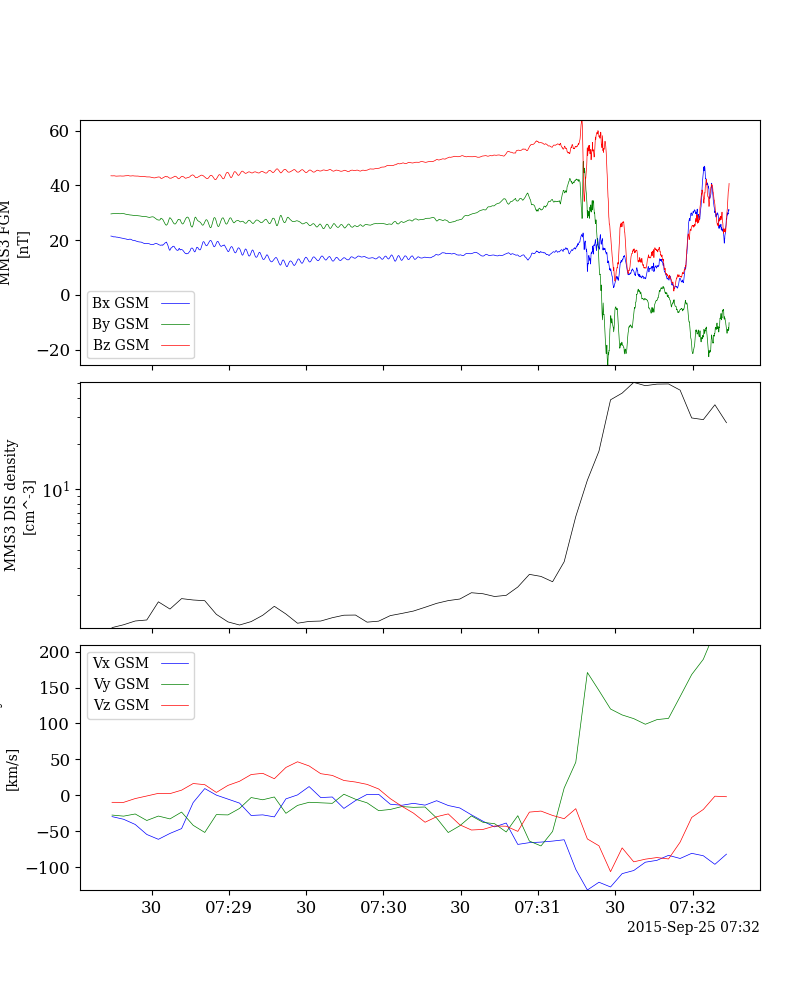 60
40
20
0
−20
MMS3 FGM
[nT]
Bx GSM
By GSM
Bz GSM
10^1
MMS3 DIS density
[cm^-3]
200
150
100
50
0
−50
−100
[km/s]
Vx GSM
Vy GSM
Vz GSM
30 07:29 30 07:30 30 07:31 30 07:32
2015-Sep-25 07:32